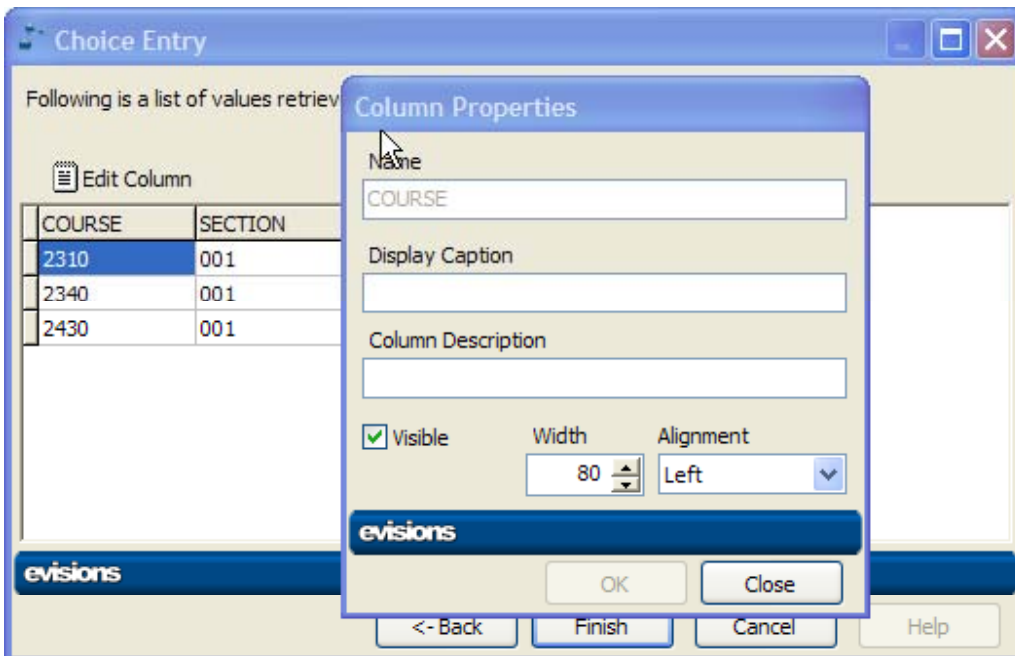 Choice Entry
Following is a list of values
Column Properties
Name
Edit Column
COURSE
COURSE SECTION
Display Caption
2310 001
2340 001
2430 001
Column Description
Visible Width Alignment
80 Left
evisions
evisions
OK Close
<- Back Finish Cancel Help